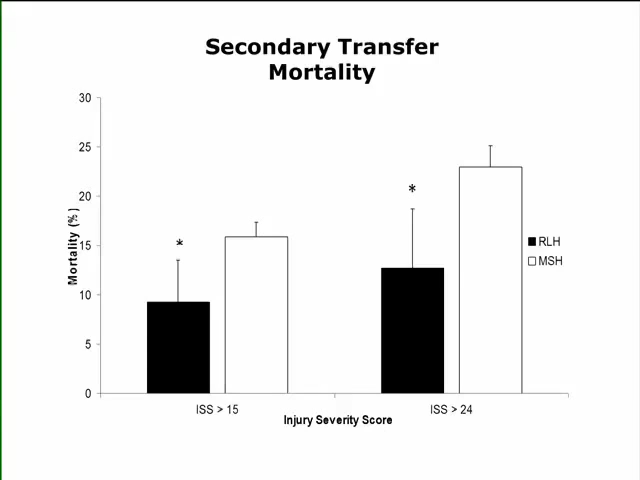 Secondary Transfer
Mortality
30
25
20
15
10
5
0
Mortality (%)
*
*
RLH
MSH
ISS > 15
ISS > 24
Injury Severity Score